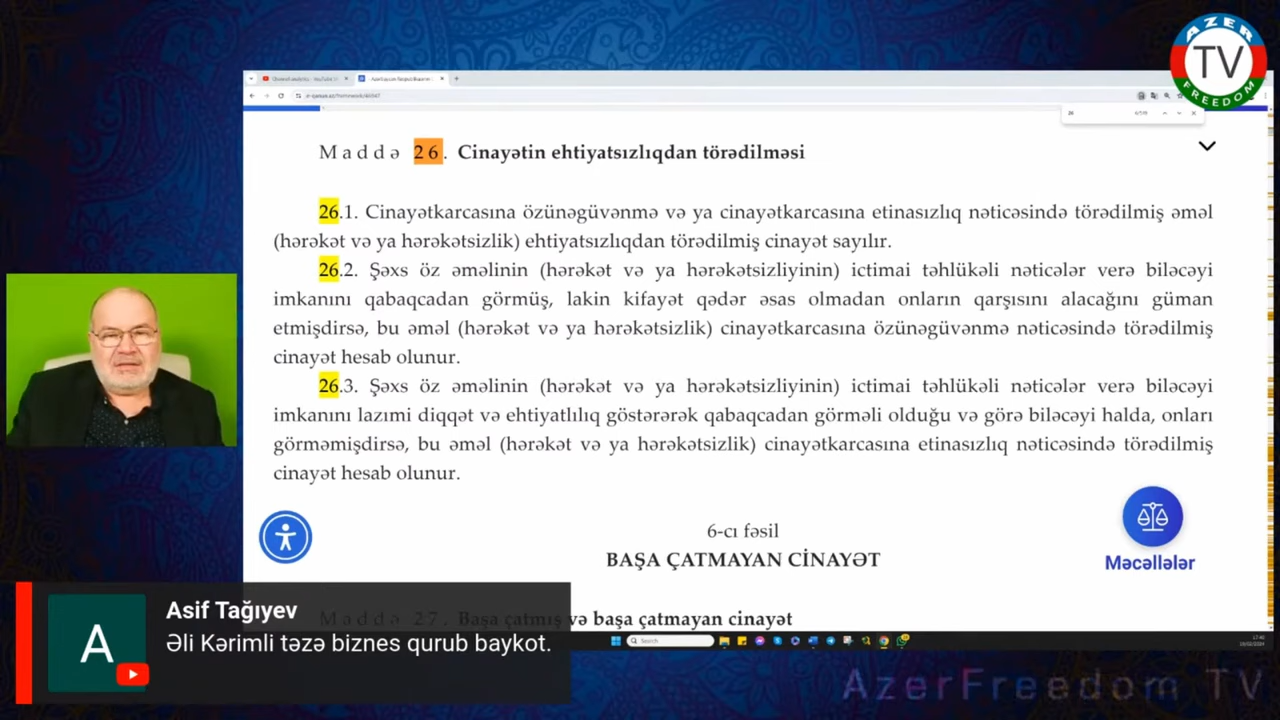 AZER
TV
FREEDOM
Maddə 26. Cinayətin ehtiyatsızlıqdan törədilməsi
26.1. Cinayətkarcasına özünəgüvənmə və ya cinayətkarcasına etinasızlıq nəticəsində törədilmiş əməl
(hərəkət və ya hərəkətsizlik) ehtiyatsızlıqdan törədilmiş cinayət sayılır.
26.2. Şəxs öz əməlinin (hərəkət və ya hərəkətsizliyinin) ictimai təhlükəli nəticələr verə biləcəyi
imkanını qabaqcadan görmüş, lakin kifayət qədər əsas olmadan onların qarşısını alacağını güman
etmişdirsə, bu əməl (hərəkət və ya hərəkətsizlik) cinayətkarcasına özünəgüvənmə nəticəsində törədilmiş
cinayət hesab olunur.
26.3. Şəxs öz əməlinin (hərəkət və ya hərəkətsizliyinin) ictimai təhlükəli nəticələr verə biləcəyi
imkanını lazımi diqqət və ehtiyatlılıq göstərərək qabaqcadan görməli olduğu və görə biləcəyi halda, onları
görməmişdirsə, bu əməl (hərəkət və ya hərəkətsizlik) cinayətkarcasına etinasızlıq nəticəsində törədilmiş
cinayət hesab olunur.
6-cı fəsil
BAŞA ÇATMAYAN CİNAYƏT
Məcəllələr
Maddə 27. Başa çatmış və başa çatmayan cinayət
Search
A
Asif Tağıyev
Əli Kərimli təzə biznes qurub baykot.
AzerFreedom TV